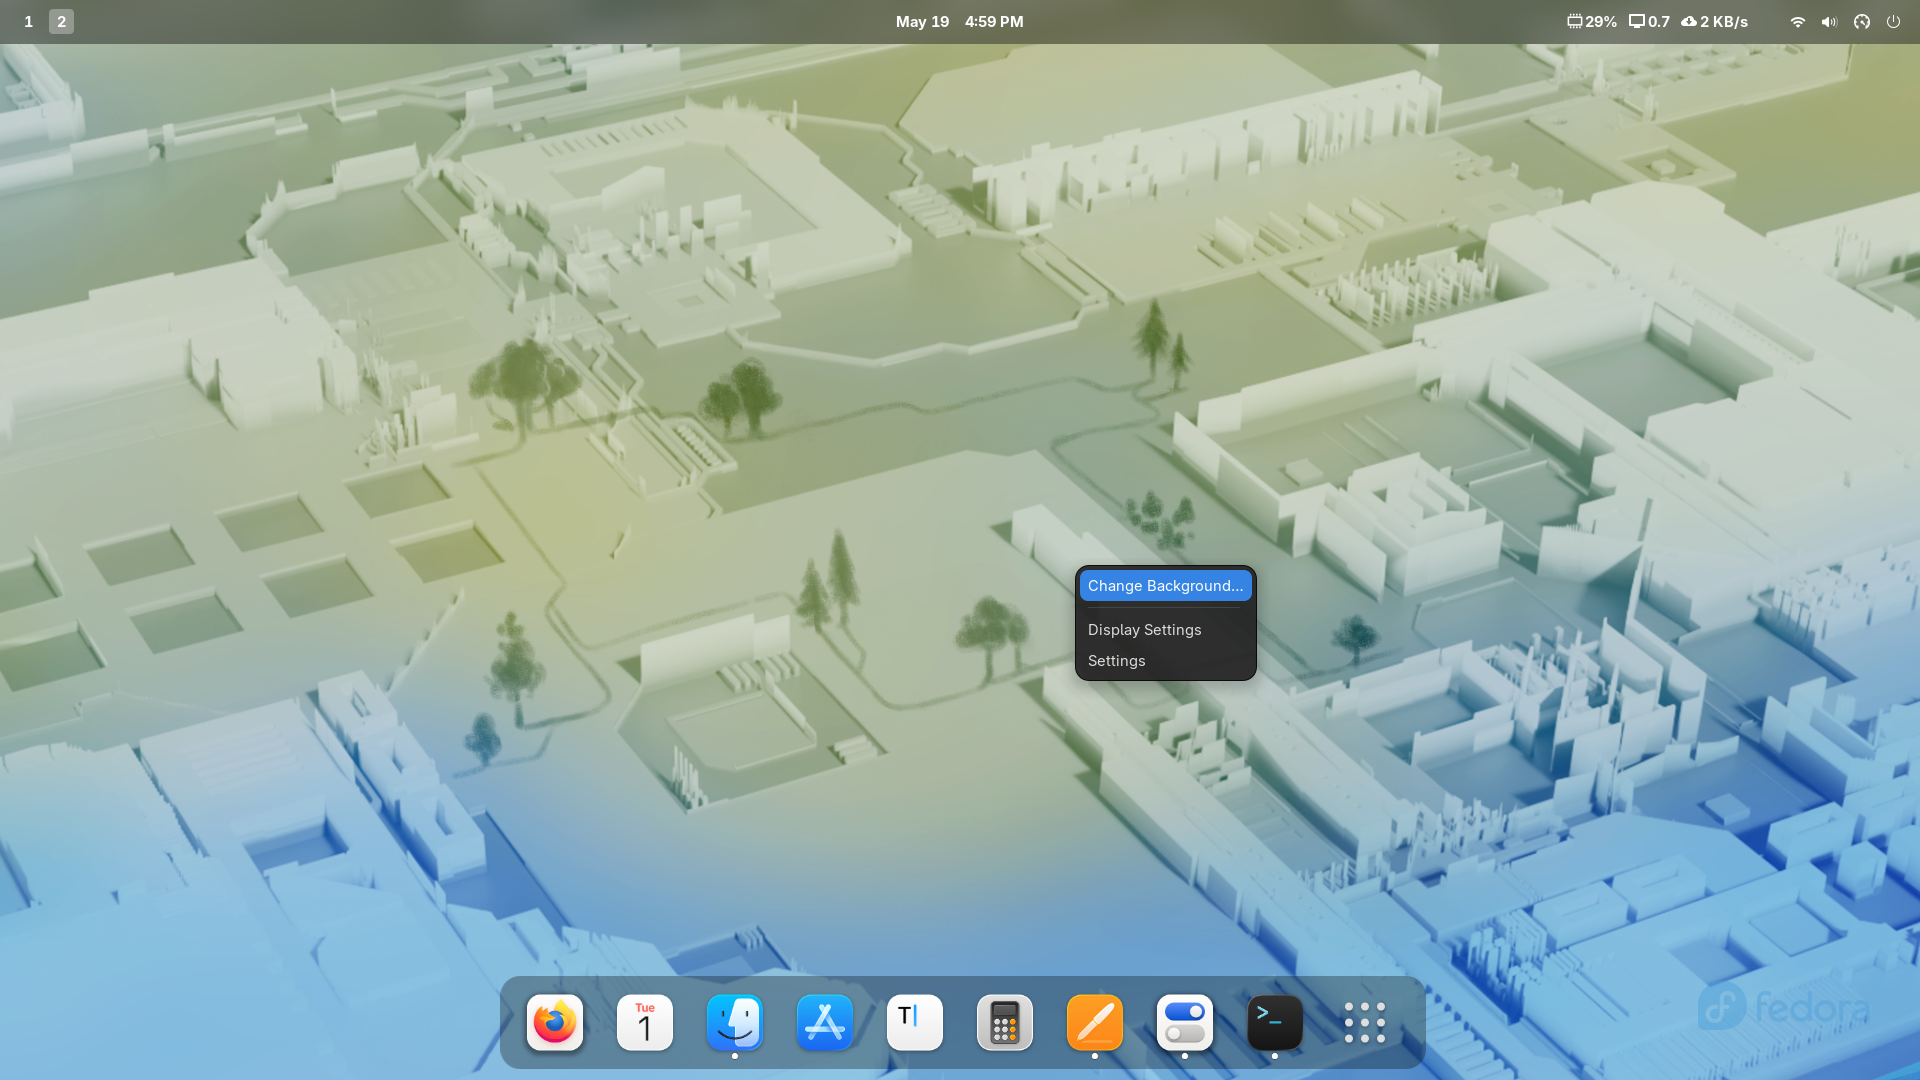 1 2 May 19 4:59 PM 29% 0.7 2 KB/s
Change Background...
Display Settings
Settings
Tue
1
T
>_
fedora